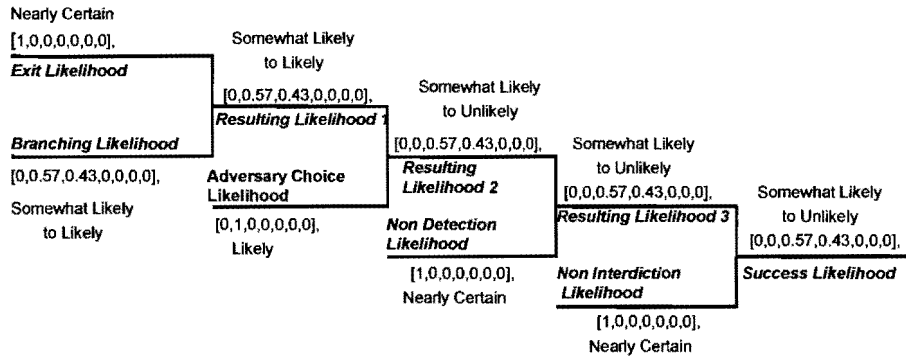 Nearly Certain
[1,0,0,0,0,0,0],
Exit Likelihood
Branching Likelihood
[0,0.57,0.43,0,0,0,0],
Somewhat Likely
to Likely
Somewhat Likely
to Likely
[0,0.57,0.43,0,0,0,0],
Resulting Likelihood 1
Adversary Choice
Likelihood
[0,1,0,0,0,0,0],
Likely
Somewhat Likely
to Unlikely
[0,0,0.57,0.43,0,0,0],
Resulting
Likelihood 2
Non Detection
Likelihood
[1,0,0,0,0,0,0],
Nearly Certain
Somewhat Likely
to Unlikely
[0,0,0.57,0.43,0,0,0],
Resulting Likelihood 3
Non Interdiction
Likelihood
[1,0,0,0,0,0,0],
Nearly Certain
Somewhat Likely
to Unlikely
[0,0,0.57,0.43,0,0,0],
Success Likelihood